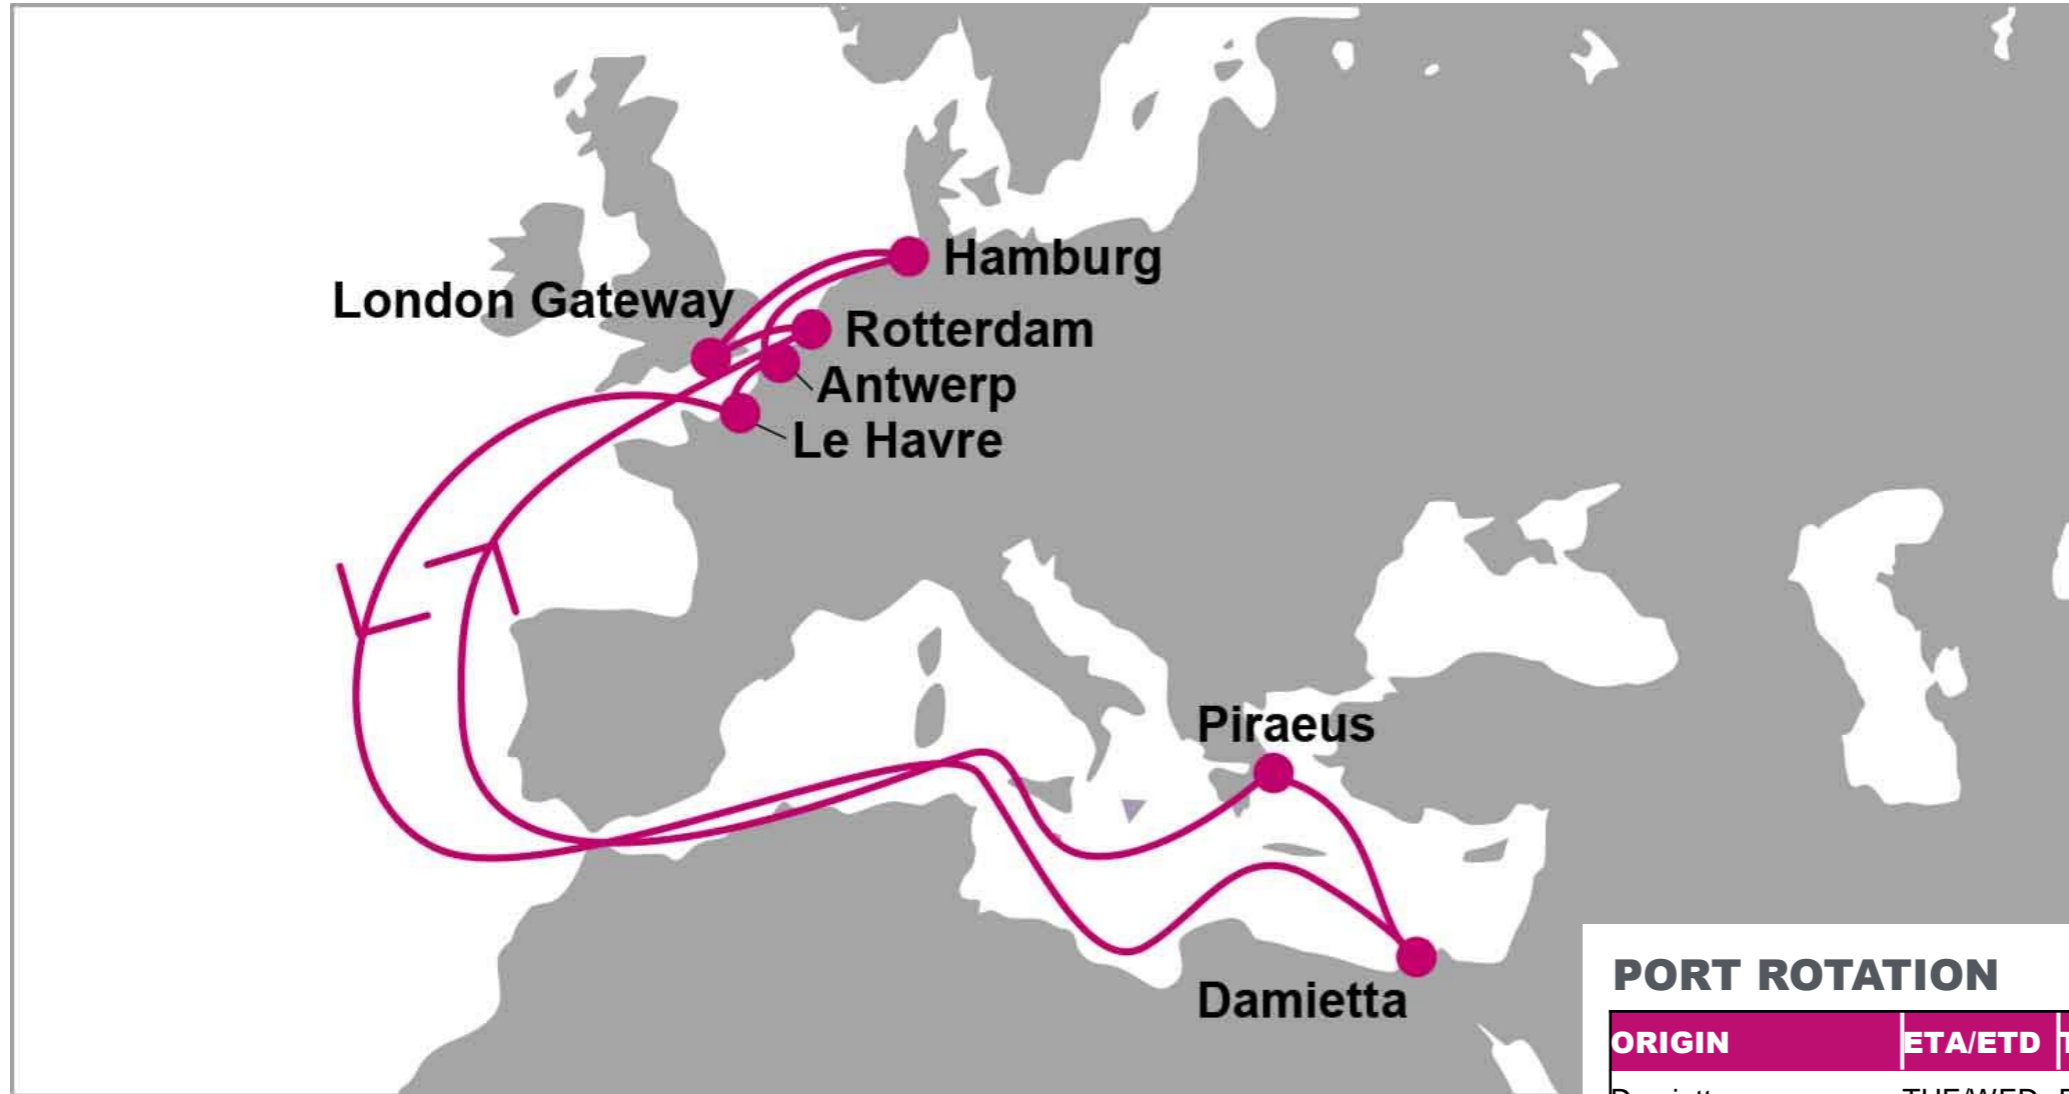 Hamburg
London Gateway
Rotterdam
Antwerp
Le Havre
Piraeus
Damietta
PORT ROTATION
ORIGIN ETA/ETD